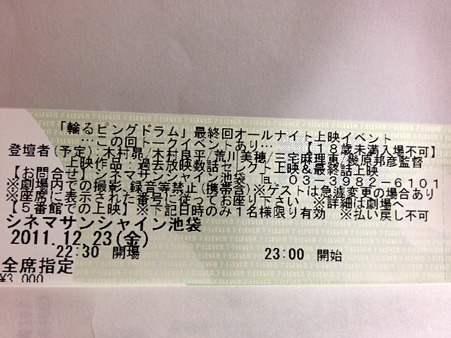 「輪るピングドラム」最終回オールナイト上映イベント
…この回トークイベントあり…　【18歳未満入場不可】
登壇者(予定):木村昴/木村良平/荒川美穂/三宅麻理恵/幾原邦彦監督
上映作品:過去放映数話セレクト上映&最終話上映
【お問合せ】シネマサンシャイン池袋　03-3982-6101
※劇場内での撮影、録音等禁止(携帯含)※ゲストは急遽変更の場合あり
※座席に表示された番号に従ってお座り下さい　※詳細は劇場へ
【5番館での上映】※下記日時のみ1名様限り有効　※払い戻し不可
シネマサンシャイン池袋
2011.12.23(金)
22:30 開場　23:00 開始
全席指定
¥3,000